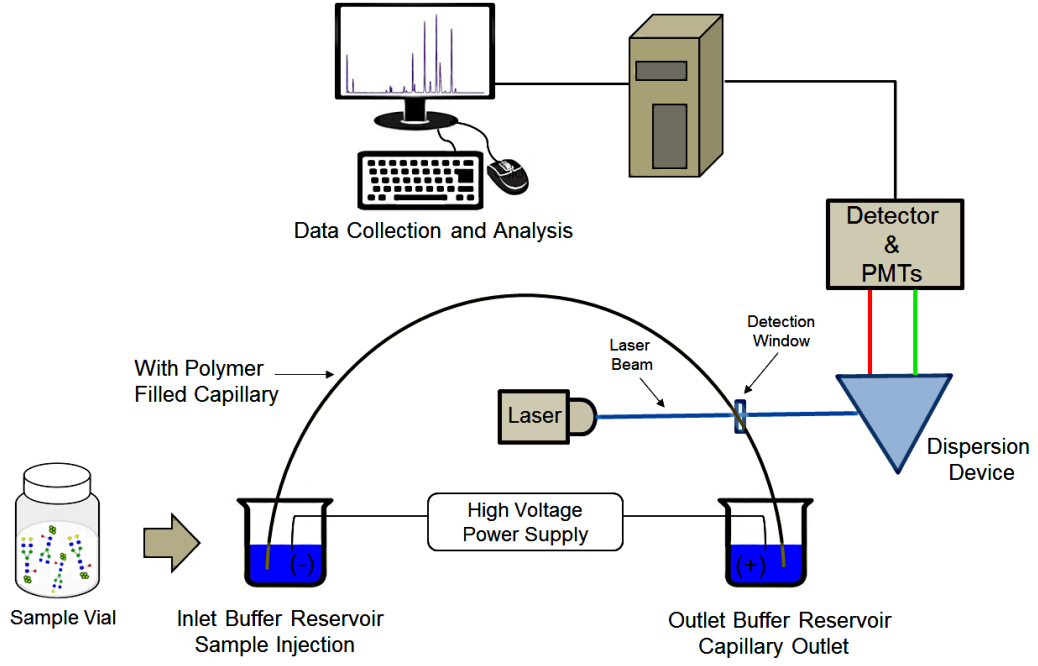 Data Collection and Analysis
Detector
&
PMTs
Detection
Window
Laser
Beam
With Polymer
Filled Capillary
Laser
Dispersion
Device
High Voltage
Power Supply
(-)
(+)
Sample Vial
Inlet Buffer Reservoir
Sample Injection
Outlet Buffer Reservoir
Capillary Outlet